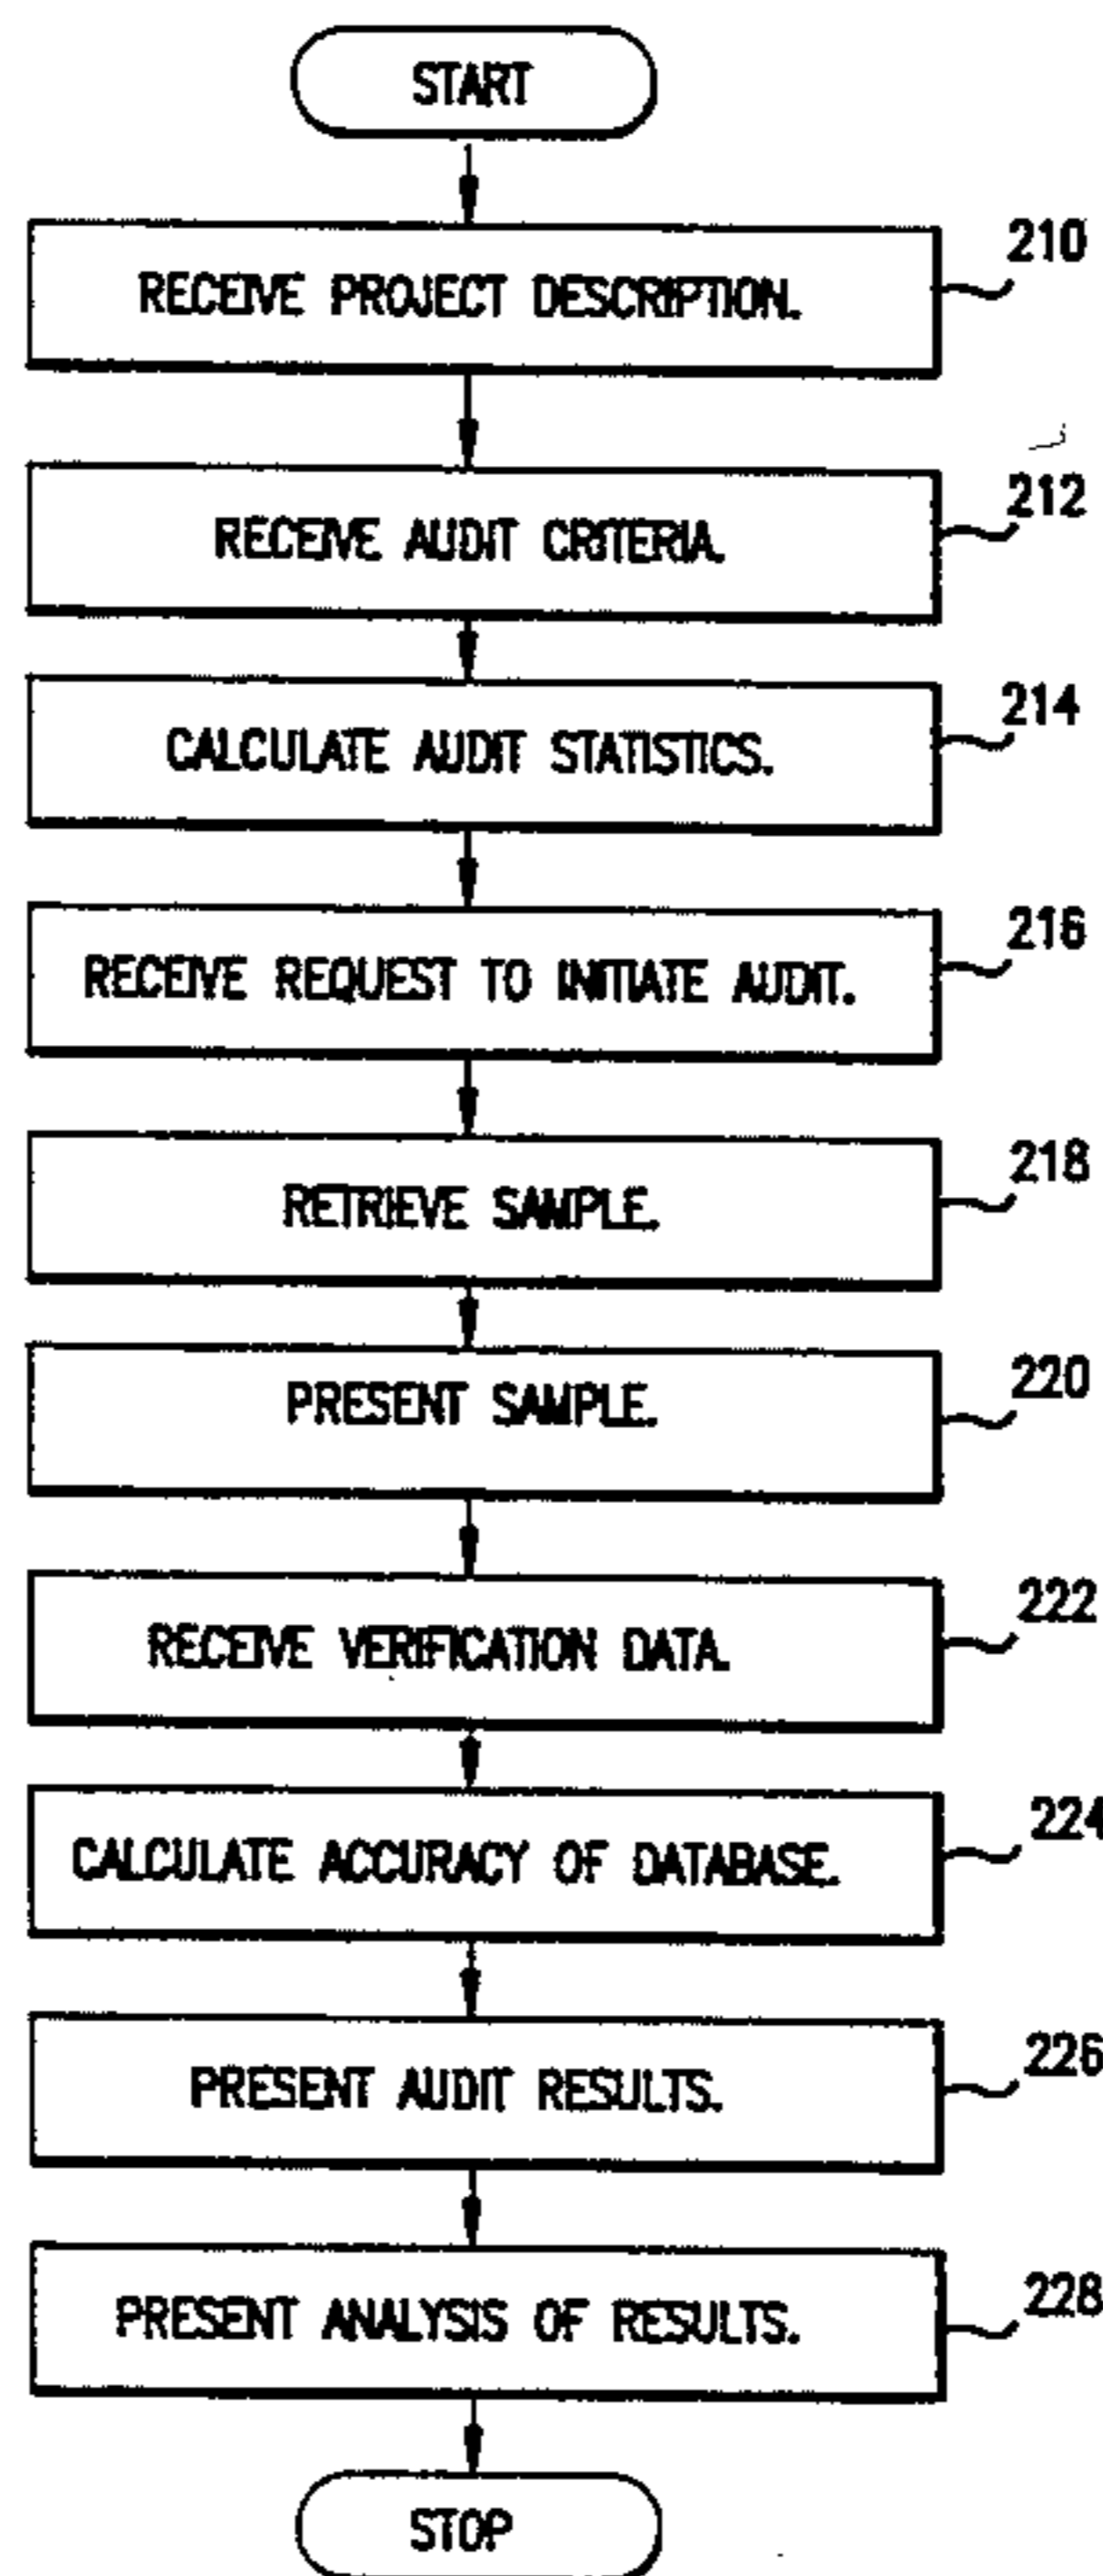 START
RECEIVE PROJECT DESCRIPTION.
210
RECEIVE AUDIT CRITERIA.
212
CALCULATE AUDIT STATISTICS.
214
RECEIVE REQUEST TO INITIATE AUDIT.
216
RETRIEVE SAMPLE.
218
PRESENT SAMPLE.
220
RECEIVE VERIFICATION DATA.
222
CALCULATE ACCURACY OF DATABASE.
224
PRESENT AUDIT RESULTS.
226
PRESENT ANALYSIS OF RESULTS.
228
STOP